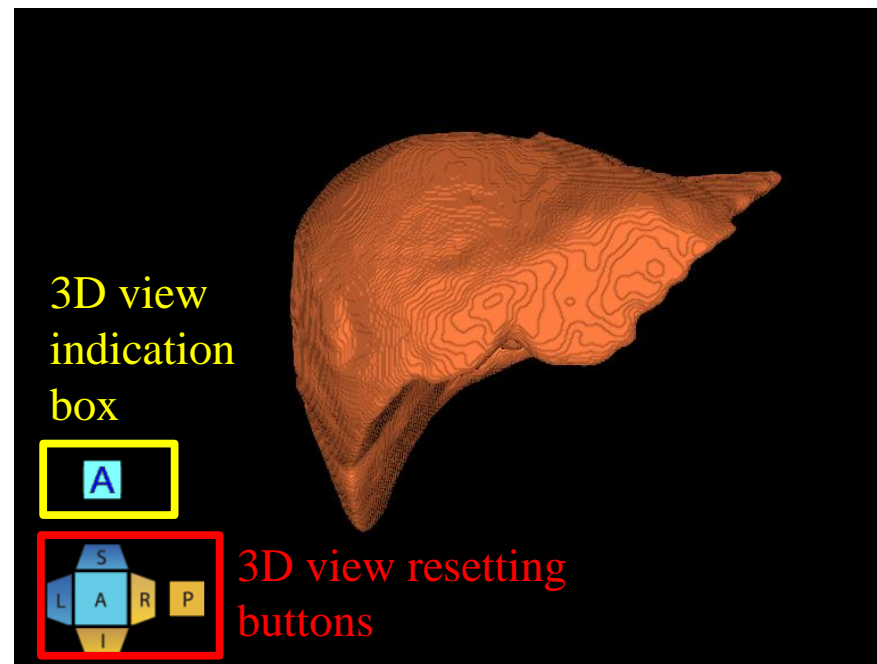 3D view
indication
box
A
S
L A R P
I
3D view resetting
buttons